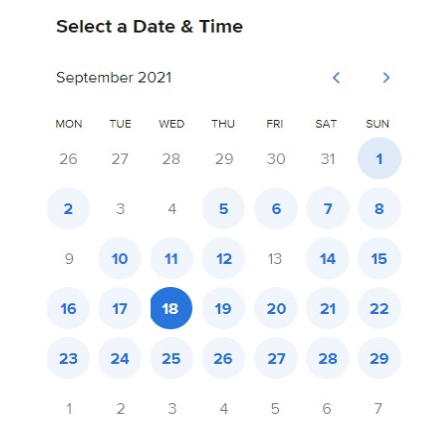 Select a Date & Time
September 2021
MON TUE WED THU FRI SAT SUN
26 27 28 29 30 31 1
2 3 4 5 6 7 8
9 10 11 12 13 14 15
16 17 18 19 20 21 22
23 24 25 26 27 28 29
1 2 3 4 5 6 7